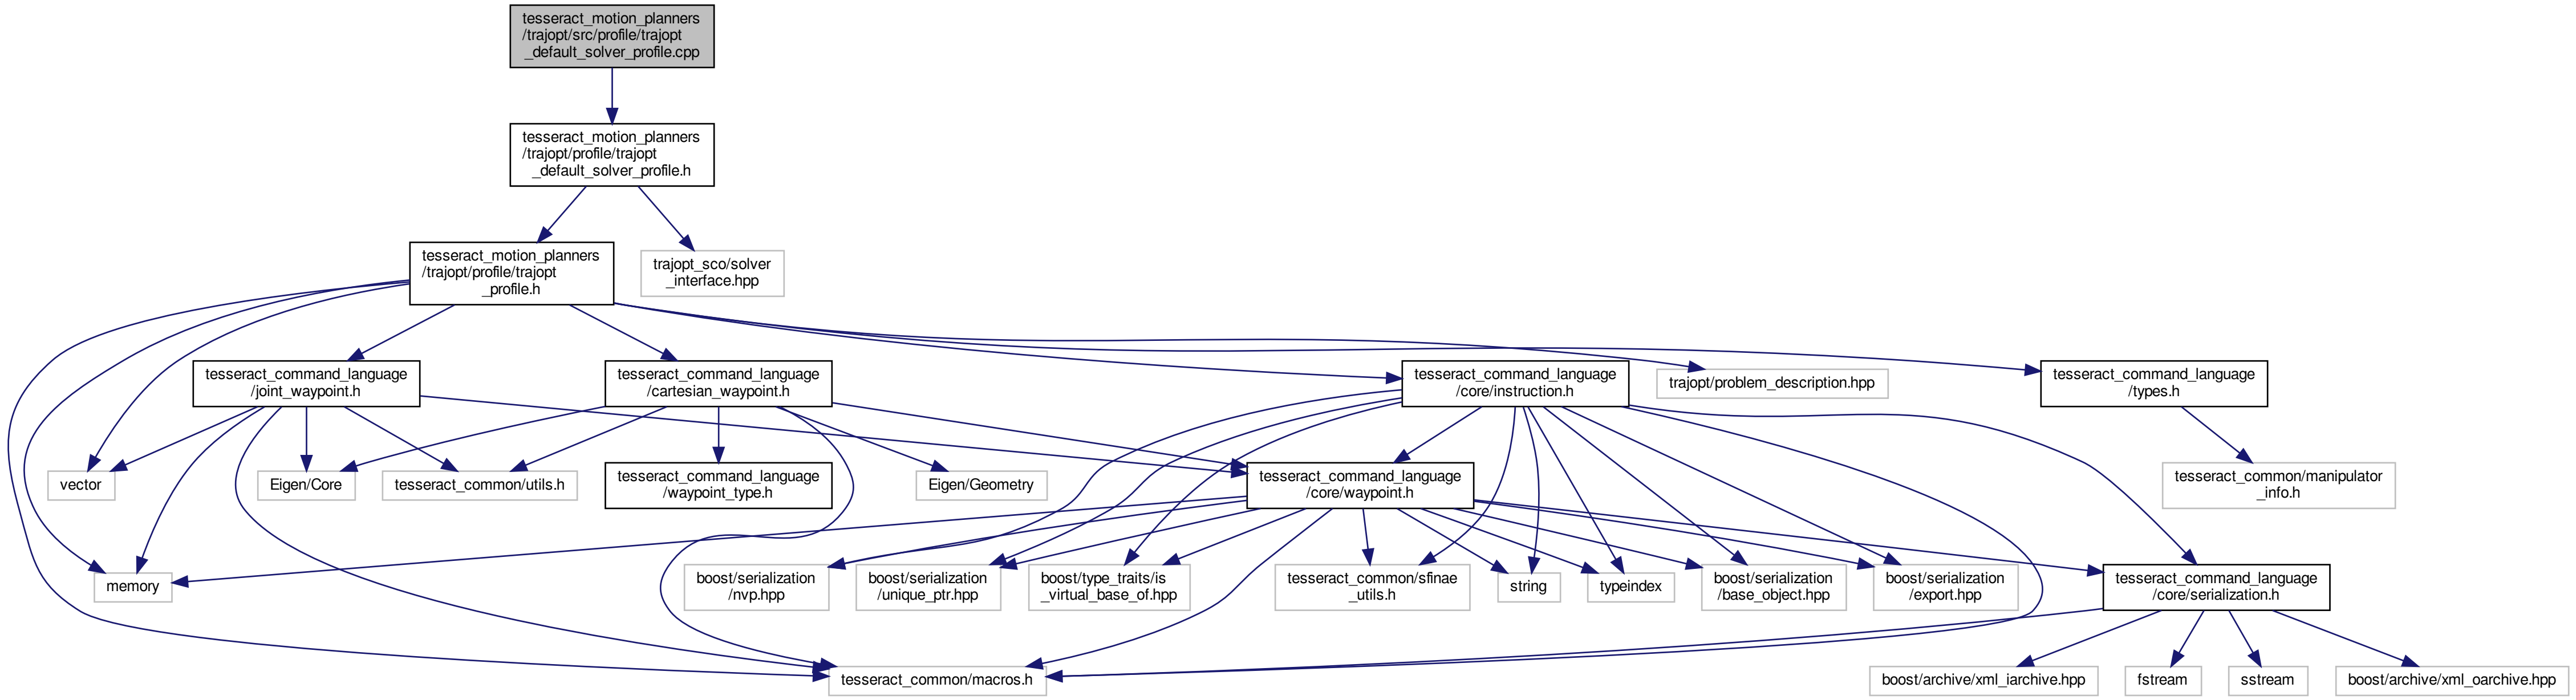 tesseract_motion_planners
/trajopt/src/profile/trajopt
_default_solver_profile.cpp
tesseract_motion_planners
/trajopt/profile/trajopt
_default_solver_profile.h
tesseract_motion_planners
/trajopt/profile/trajopt
_profile.h
trajopt_sco/solver
_interface.hpp
tesseract_command_language
/joint_waypoint.h
tesseract_command_language
/cartesian_waypoint.h
tesseract_command_language
/core/instruction.h
trajopt/problem_description.hpp
tesseract_command_language
/types.h
vector
Eigen/Core
tesseract_common/utils.h
tesseract_command_language
/waypoint_type.h
Eigen/Geometry
tesseract_command_language
/core/waypoint.h
tesseract_common/manipulator
_info.h
memory
boost/serialization
/nvp.hpp
boost/serialization
/unique_ptr.hpp
boost/type_traits/is
_virtual_base_of.hpp
tesseract_common/sfinae
_utils.h
string
typeindex
boost/serialization
/base_object.hpp
boost/serialization
/export.hpp
tesseract_command_language
/core/serialization.h
tesseract_common/macros.h
boost/archive/xml_iarchive.hpp
fstream
sstream
boost/archive/xml_oarchive.hpp